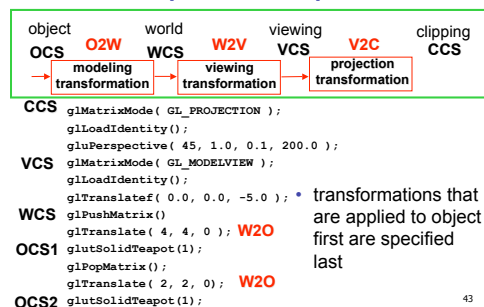 object world viewing clipping
OCS O2W WCS W2V VCS V2C CCS
modeling transformation
viewing transformation
projection transformation
CCS glMatrixMode( GL_PROJECTION );
glLoadIdentity();
gluPerspective( 45, 1.0, 0.1, 200.0 );
VCS glMatrixMode( GL_MODELVIEW );
glLoadIdentity();
glTranslatef( 0.0, 0.0, -5.0 );
WCS glPushMatrix()
glTranslate( 4, 4, 0 ); W2O
OCS1 glutSolidTeapot(1);
glPopMatrix();
glTranslate( 2, 2, 0); W2O
OCS2 glutSolidTeapot(1);
• transformations that
are applied to object
first are specified
last
43